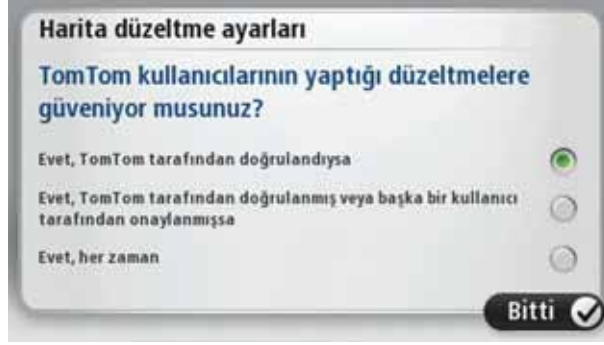 Harita düzeltme ayarları
TomTom kullanıcılarının yaptığı düzeltmelere
güveniyor musunuz?
Evet, TomTom tarafından doğrulandıysa
Evet, TomTom tarafından doğrulanmış veya başka bir kullanıcı
tarafından onaylanmışsa
Evet, her zaman
Bitti